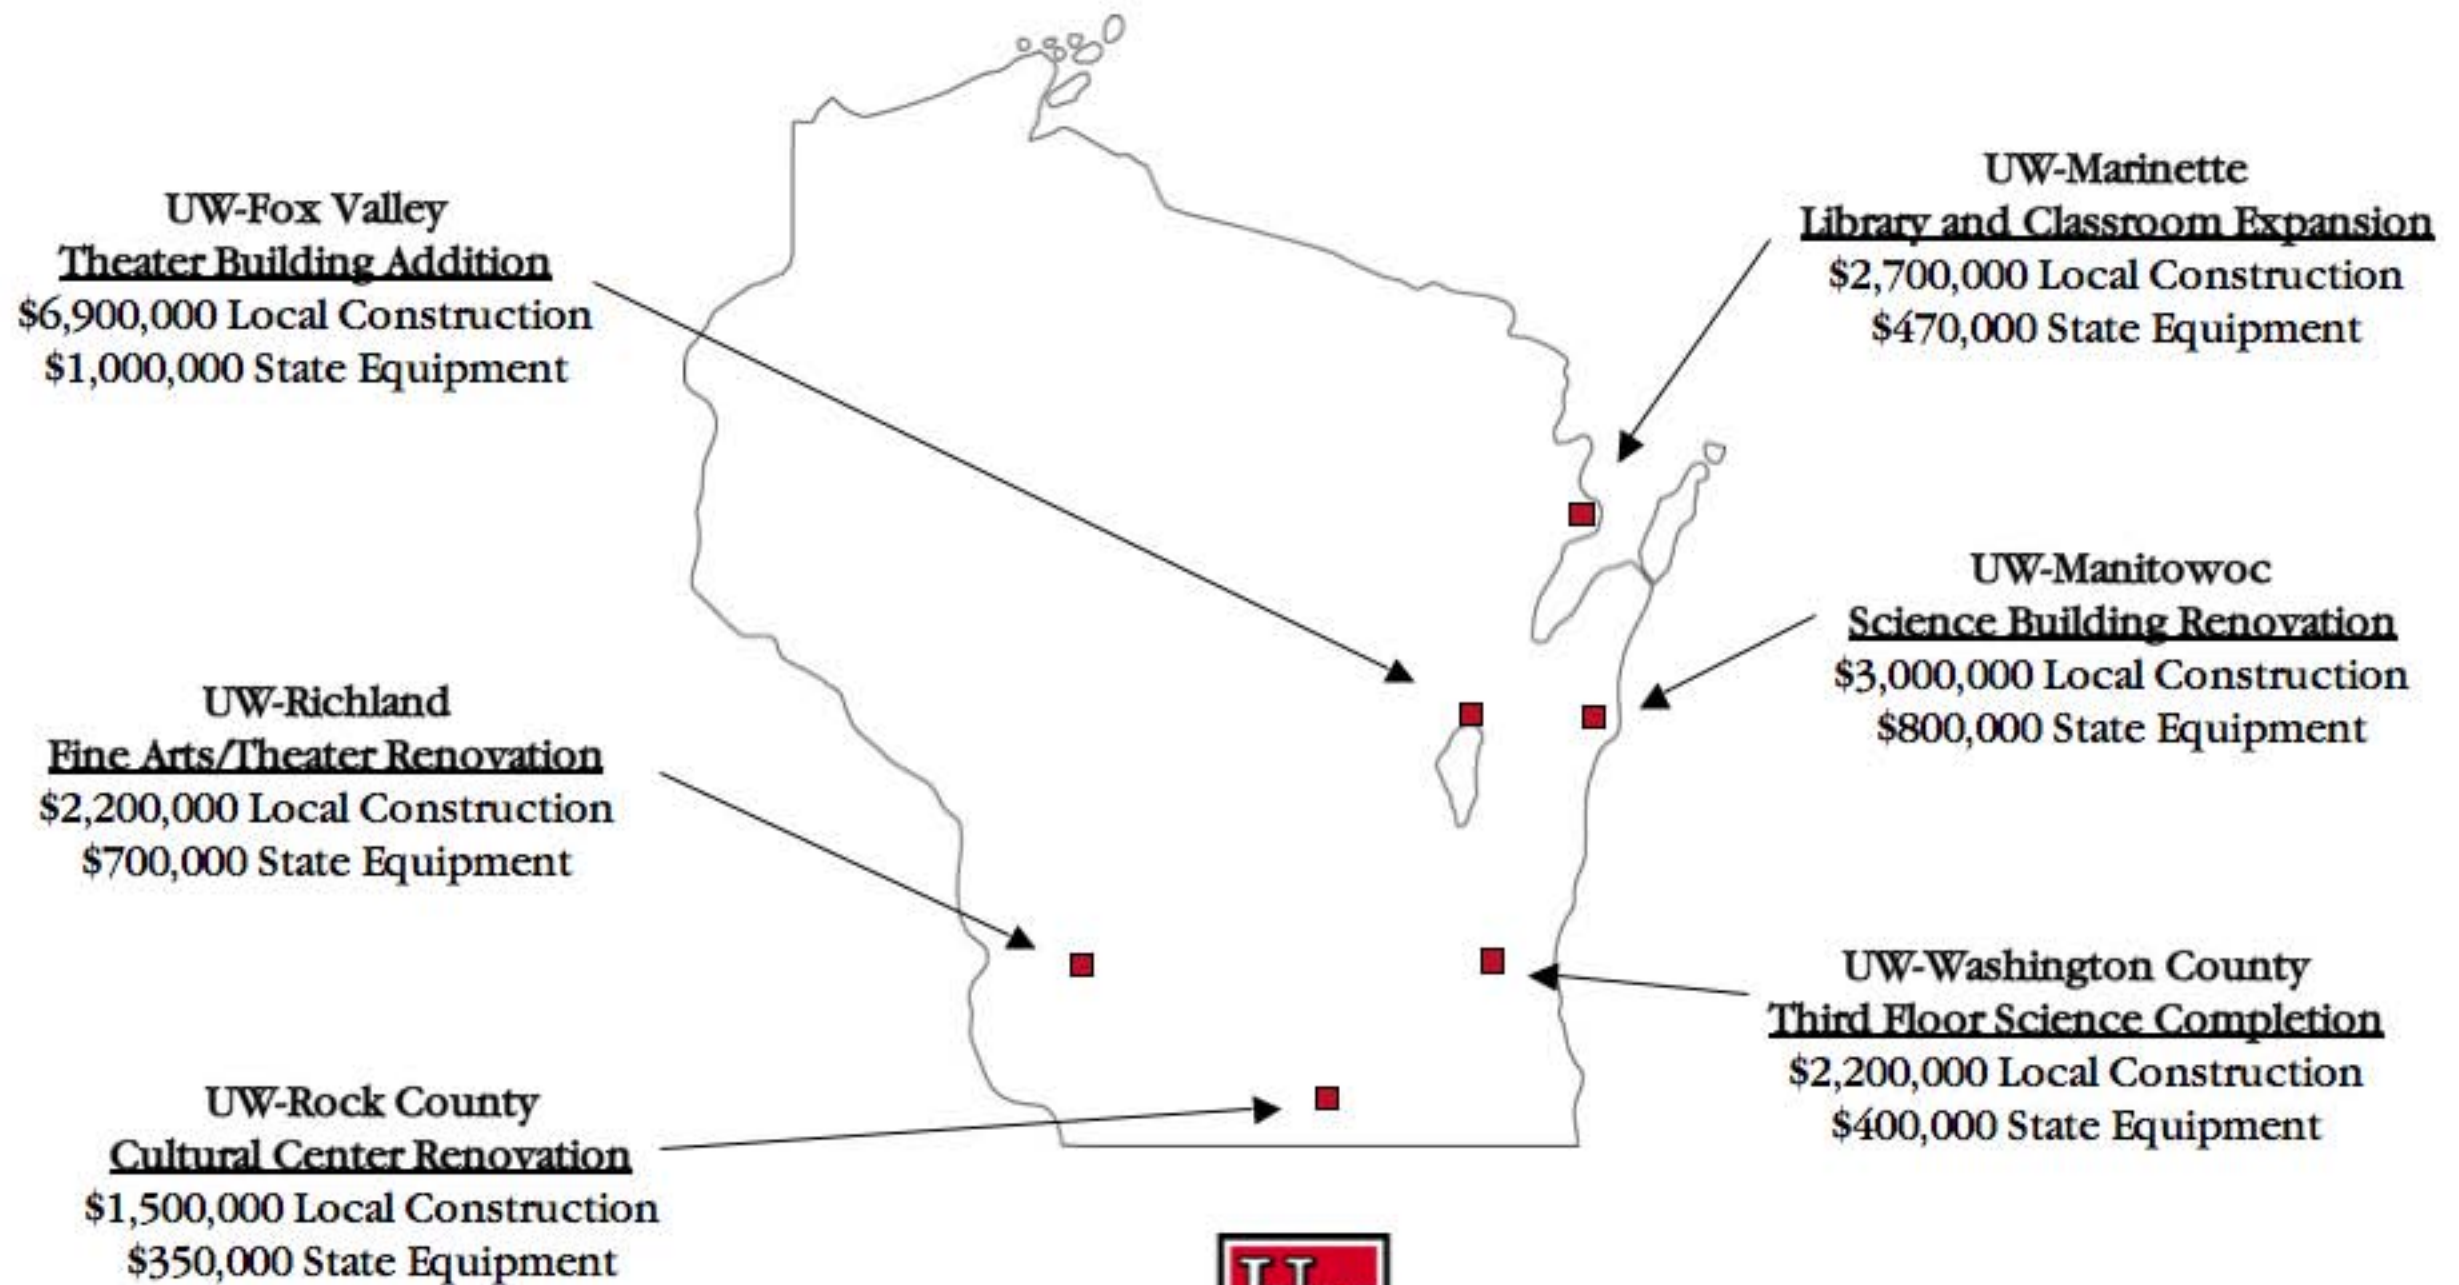 UW-Fox Valley
Theater Building Addition
$6,900,000 Local Construction
$1,000,000 State Equipment
UW-Marinette
Library and Classroom Expansion
$2,700,000 Local Construction
$470,000 State Equipment
UW-Manitowoc
Science Building Renovation
$3,000,000 Local Construction
$800,000 State Equipment
UW-Richland
Fine Arts/Theater Renovation
$2,200,000 Local Construction
$700,000 State Equipment
UW-Washington County
Third Floor Science Completion
$2,200,000 Local Construction
$400,000 State Equipment
UW-Rock County
Cultural Center Renovation
$1,500,000 Local Construction
$350,000 State Equipment